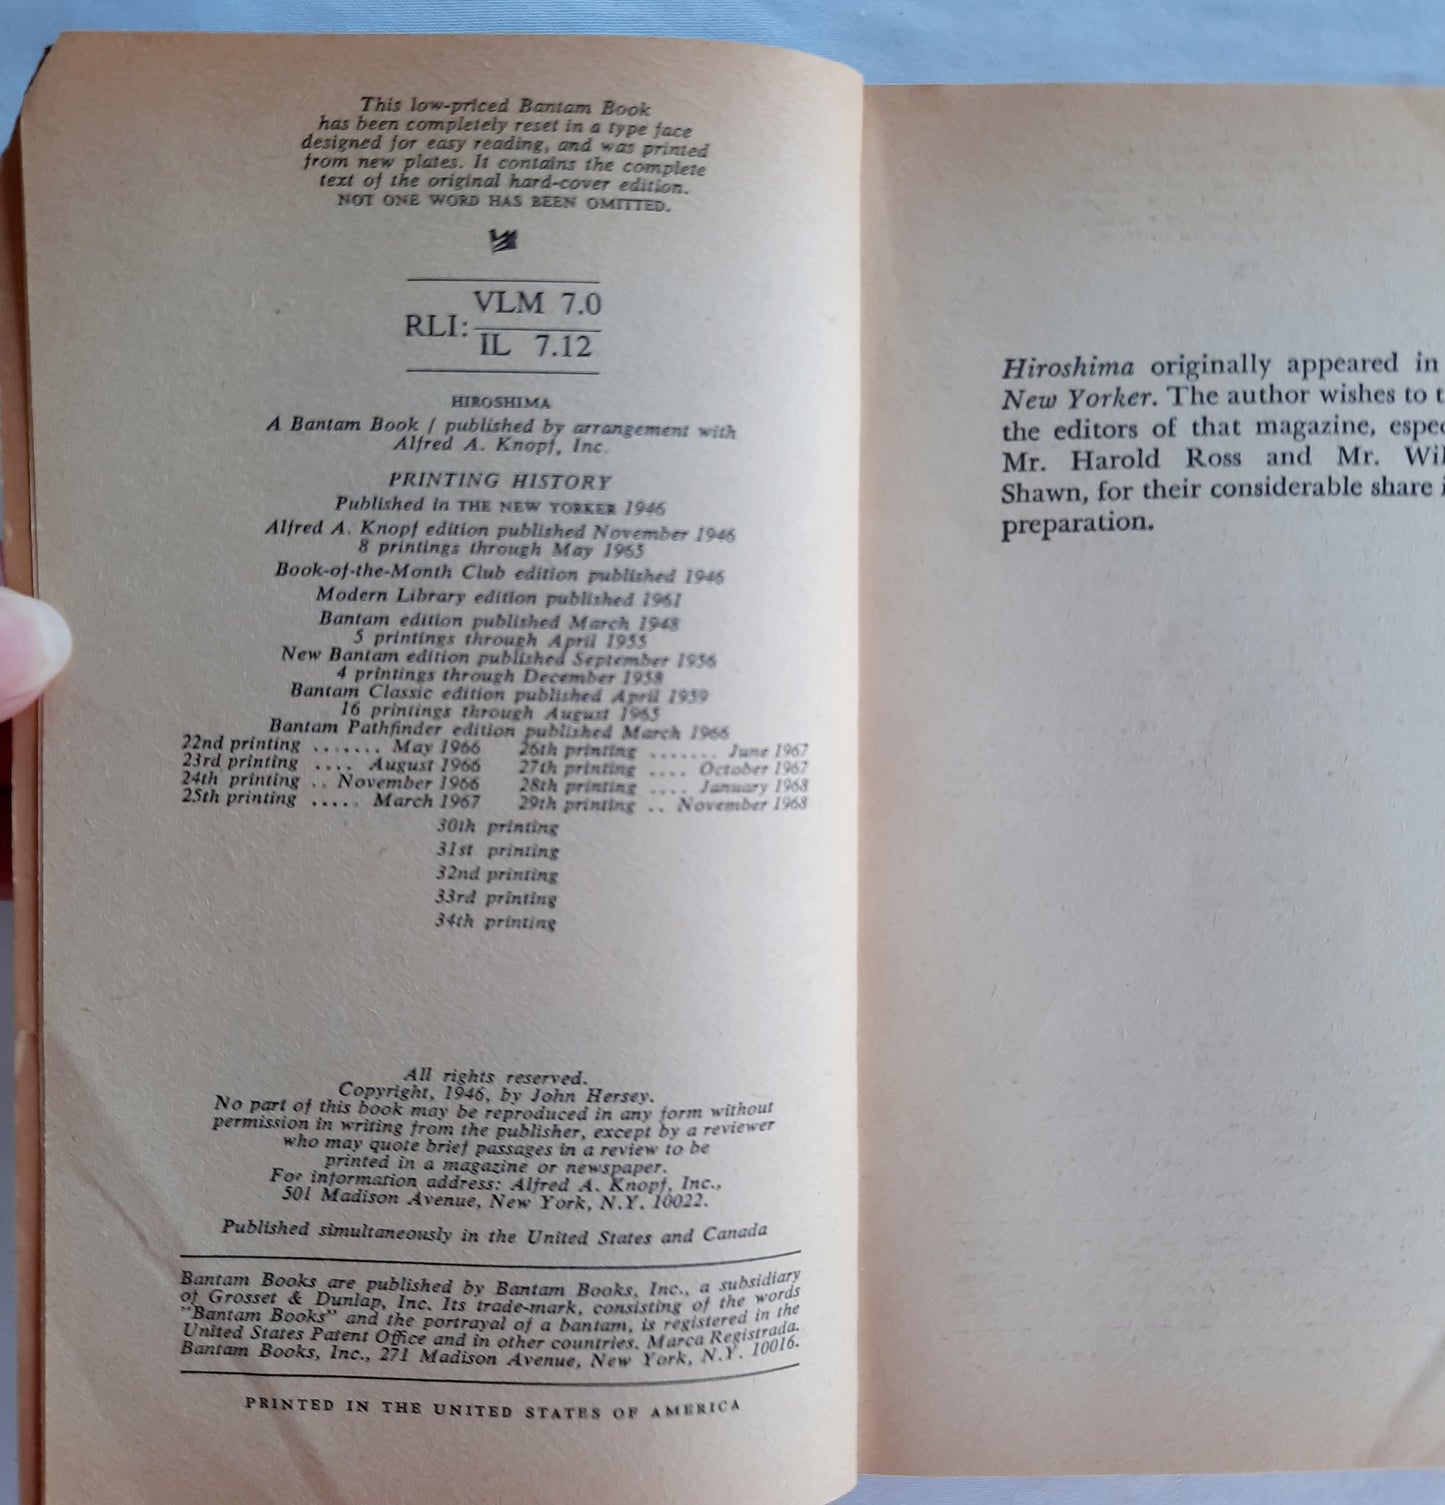 This low-priced Bantam Book
has been completely reset in a type face
designed for easy reading, and was printed
from new plates. It contains the complete
text of the original hard-cover edition.
NOT ONE WORD HAS BEEN OMITTED.
RLI: VLM 7.0
IL 7.12
HIROSHIMA
A Bantam Book / published by arrangement with
Alfred A. Knopf, Inc.
PRINTING HISTORY
Published in THE NEW YORKER 1946
Alfred A. Knopf edition published November 1946
8 printings through May 1965
Book-of-the-Month Club edition published 1946
Modern Library edition published 1961
Bantam edition published March 1948
5 printings through April 1955
New Bantam edition published September 1956
4 printings through December 1958
Bantam Classic edition published April 1959
16 printings through August 1965
Bantam Pathfinder edition published March 1966
22nd printing ....... May 1966 26th printing ....... June 1967
23rd printing .... August 1966 27th printing .... October 1967
24th printing .. November 1966 28th printing .... January 1968
25th printing ..... March 1967 29th printing .. November 1968
30th printing
31st printing
32nd printing
33rd printing
34th printing
All rights reserved.
Copyright, 1946, by John Hersey.
No part of this book may be reproduced in any form without
permission in writing from the publisher, except by a reviewer
who may quote brief passages in a review to be
printed in a magazine or newspaper.
For information address: Alfred A. Knopf, Inc.,
501 Madison Avenue, New York, N.Y. 10022.
Published simultaneously in the United States and Canada
Bantam Books are published by Bantam Books, Inc., a subsidiary
of Grosset & Dunlap, Inc. Its trade-mark, consisting of the words
"Bantam Books" and the portrayal of a bantam, is registered in the
United States Patent Office and in other countries. Marca Registrada.
Bantam Books, Inc., 271 Madison Avenue, New York, N.Y. 10016.
PRINTED IN THE UNITED STATES OF AMERICA
Hiroshima originally appeared in
New Yorker. The author wishes to
the editors of that magazine,
Mr. Harold Ross and Mr.
Shawn, for their considerable share
preparation.